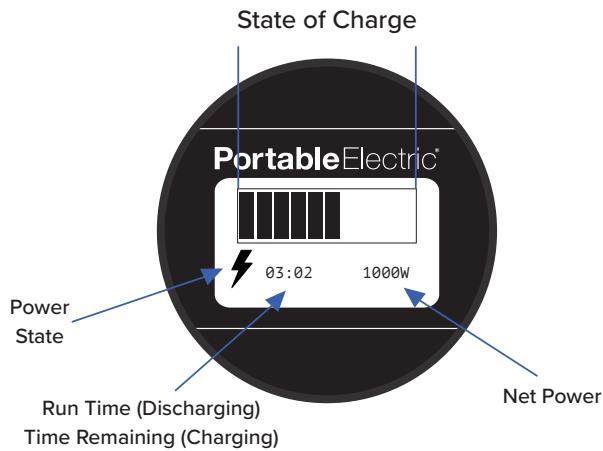 State of Charge
PortableElectric®
03:02 1000W
Power
State
Run Time (Discharging)
Time Remaining (Charging)
Net Power